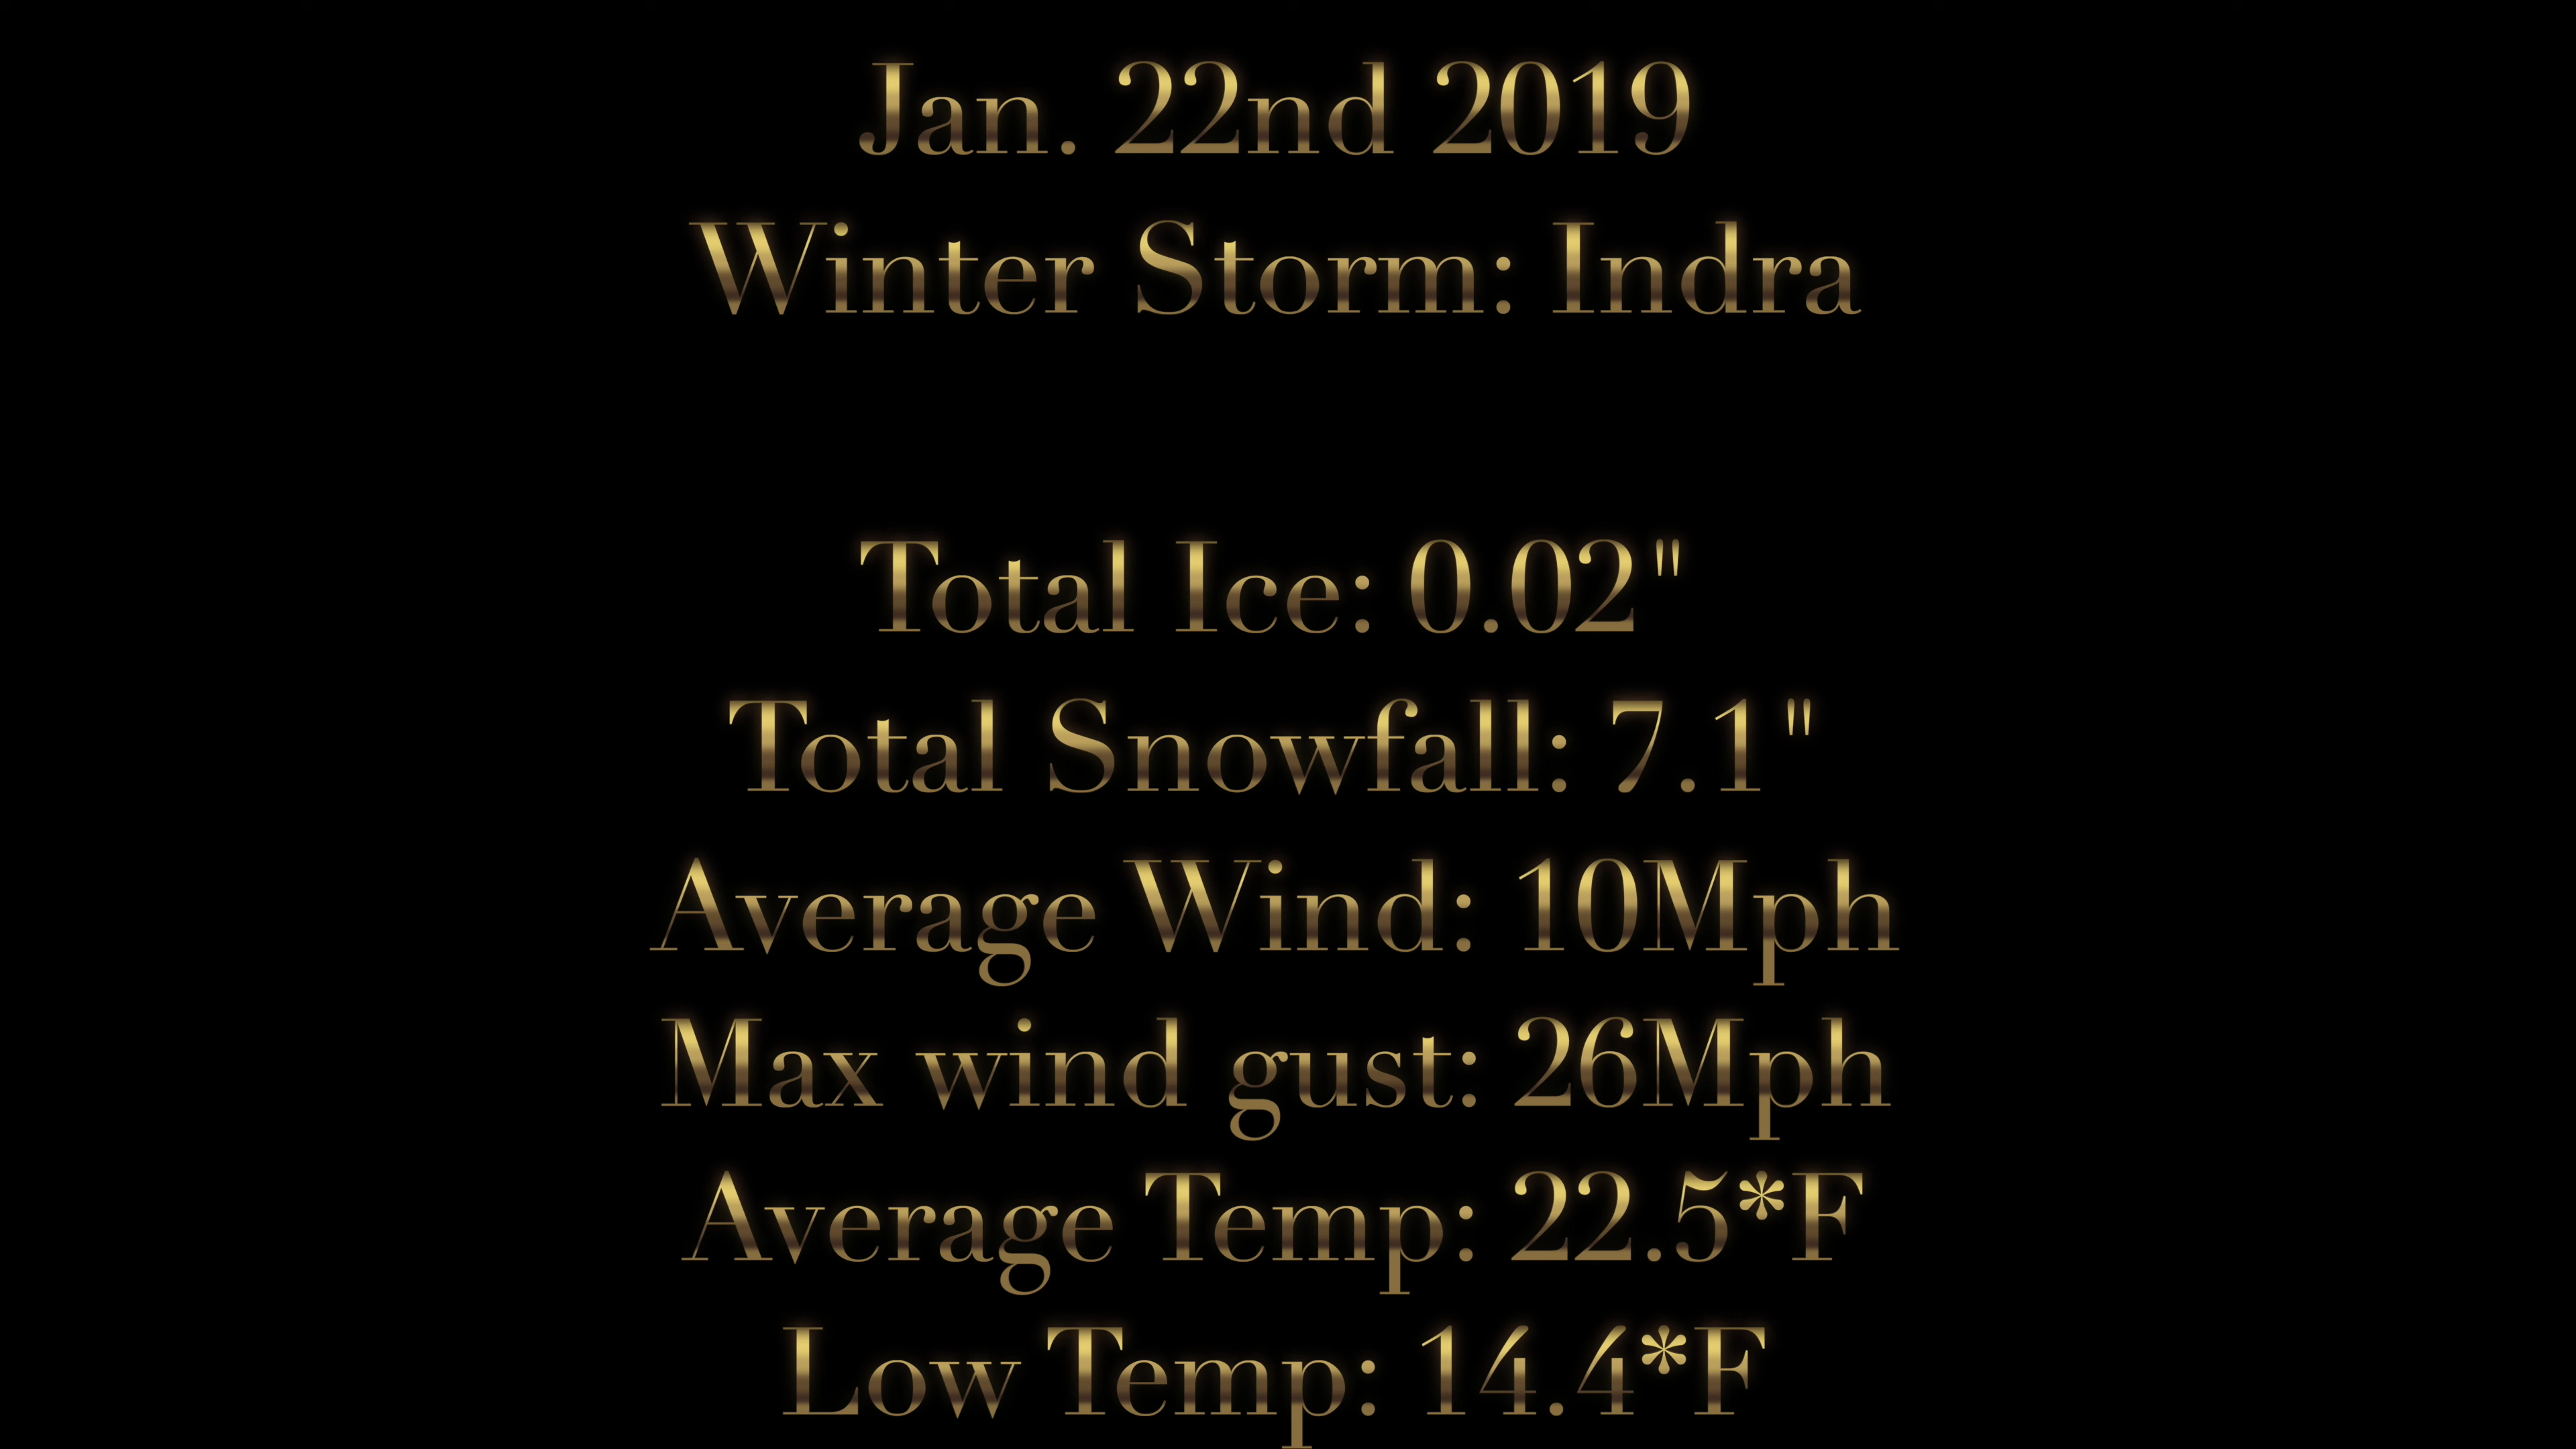 Jan. 22nd 2019
Winter Storm: Indra
Total Ice: 0.02"
Total Snowfall: 7.1"
Average Wind: 10Mph
Max wind gust: 26Mph
Average Temp: 22.5*F
Low Temp: 14.4*F